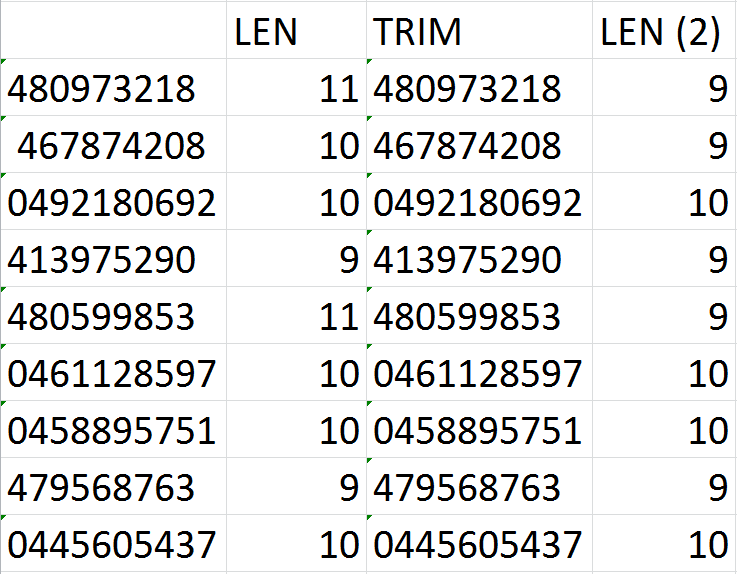 LEN TRIM LEN (2)
480973218 11 480973218 9
467874208 10 467874208 9
0492180692 10 0492180692 10
413975290 9 413975290 9
480599853 11 480599853 9
0461128597 10 0461128597 10
0458895751 10 0458895751 10
479568763 9 479568763 9
0445605437 10 0445605437 10